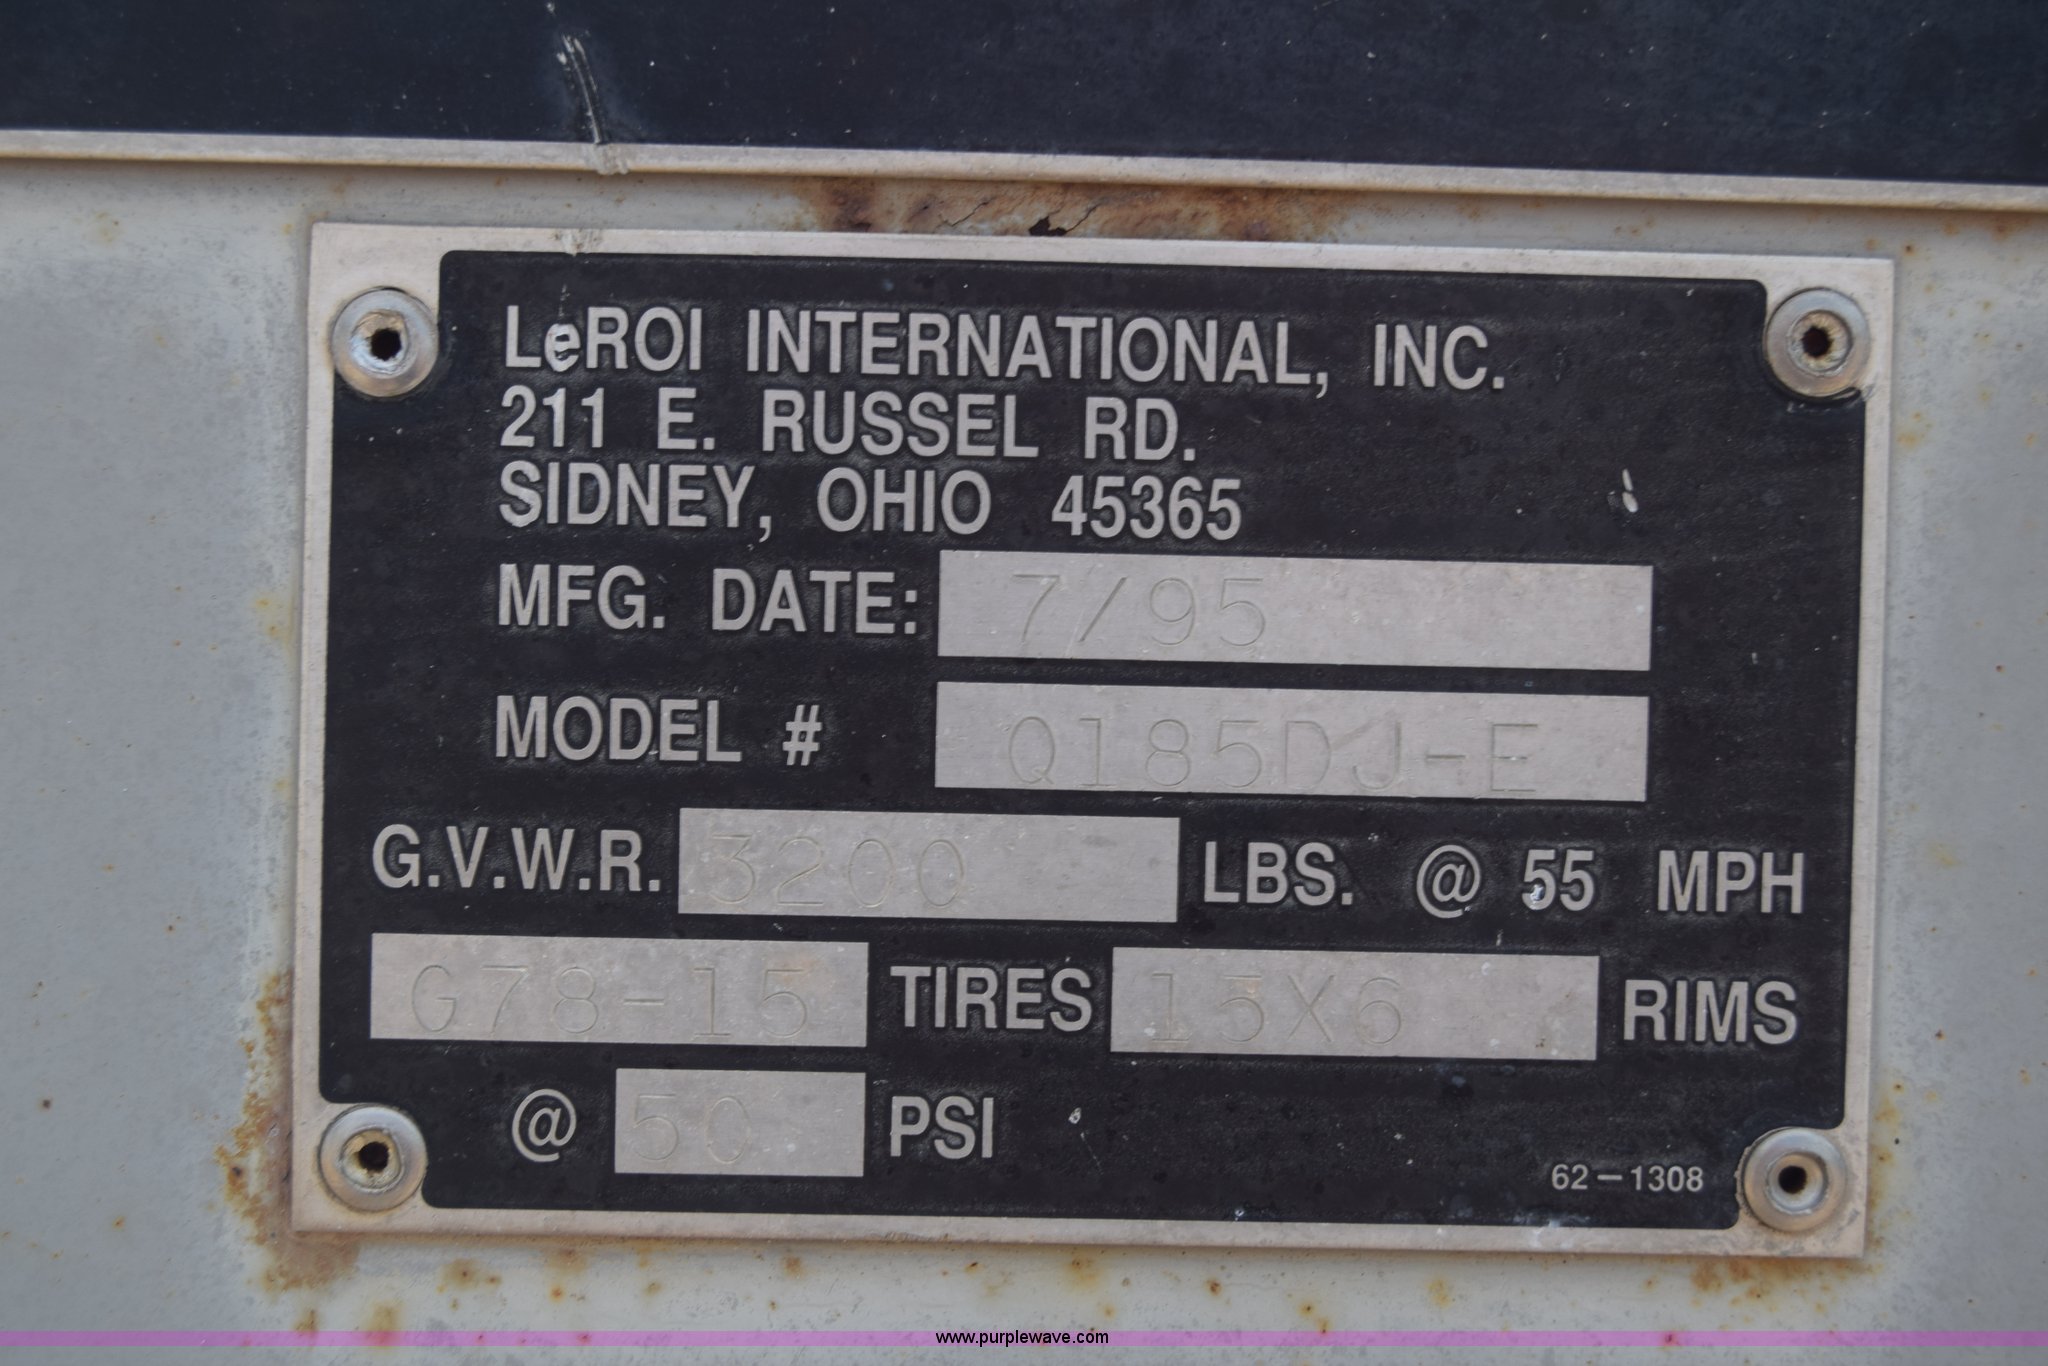 LeROI INTERNATIONAL, INC.
211 E. RUSSEL RD.
SIDNEY, OHIO 45365
MFG. DATE: 7/95
MODEL # Q185DJ-E
G.V.W.R. 3200 LBS. @ 55 MPH
G78-15 TIRES 15X6 RIMS
@ 50 PSI
62-1308
www.purplewave.com